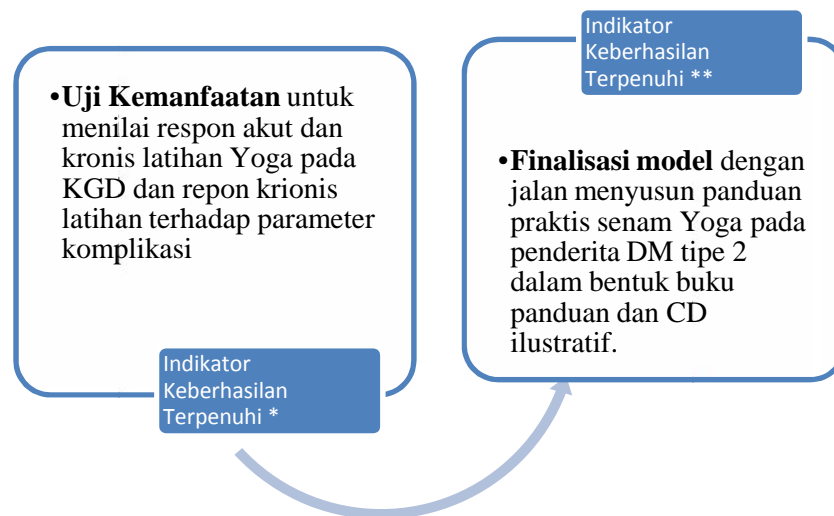 •Uji Kemanfaatan untuk
menilai respon akut dan
kronis latihan Yoga pada
KGD dan repon krionis
latihan terhadap parameter
komplikasi
Indikator
Keberhasilan
Terpenuhi *
Indikator
Keberhasilan
Terpenuhi **
•Finalisasi model dengan
jalan menyusun panduan
praktis senam Yoga pada
penderita DM tipe 2
dalam bentuk buku
panduan dan CD
ilustratif.